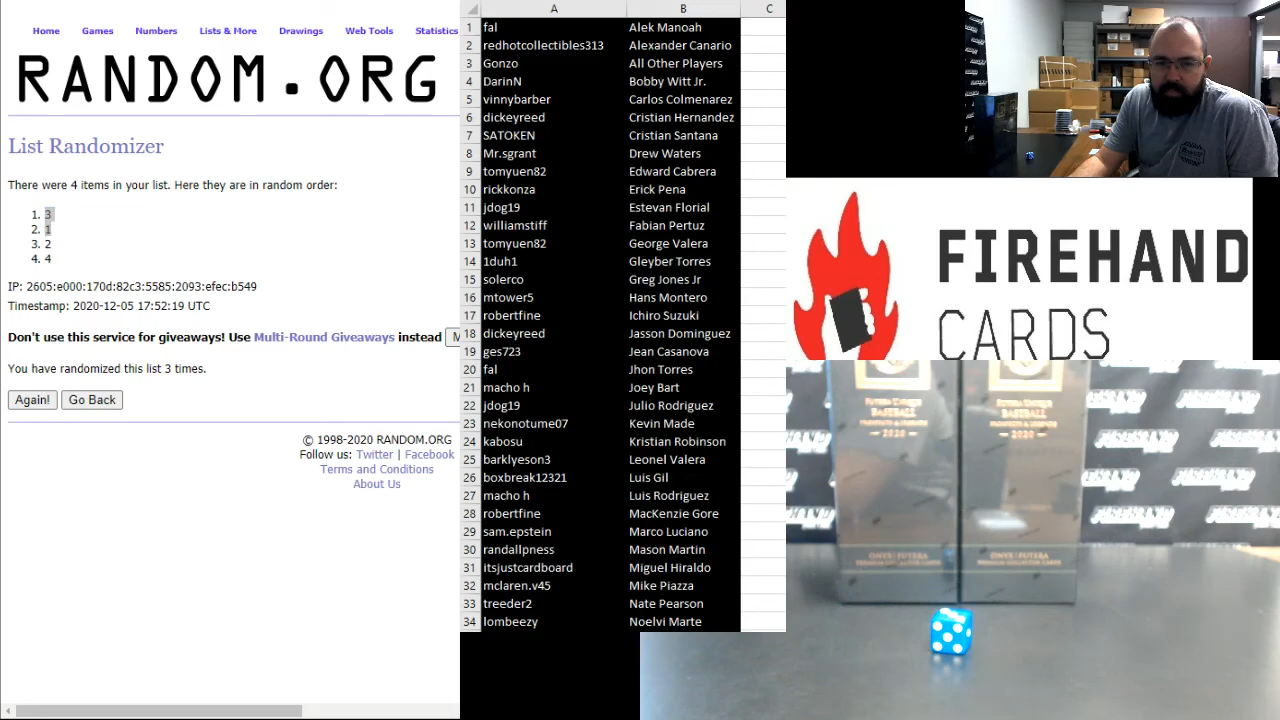 Home Games Numbers Lists & More Drawings Web Tools Statistics
RANDOM.ORG
List Randomizer
There were 4 items in your list. Here they are in random order:
1. 3
2. 1
3. 2
4. 4
IP: 2605:e000:170d:82c3:5585:2093:efec:b549
Timestamp: 2020-12-05 17:52:19 UTC
Don't use this service for giveaways! Use Multi-Round Giveaways instead
You have randomized this list 3 times.
Again! Go Back
© 1998-2020 RANDOM.ORG
Follow us: Twitter | Facebook
Terms and Conditions
About Us
A B C
1 fal Alek Manoah
2 redhotcollectibles313 Alexander Canario
3 Gonzo All Other Players
4 DarinN Bobby Witt Jr.
5 vinnybarber Carlos Colmenarez
6 dickeyreed Cristian Hernandez
7 SATOKEN Cristian Santana
8 Mr.sgrant Drew Waters
9 tomyuen82 Edward Cabrera
10 rickkonza Erick Pena
11 jdog19 Estevan Florial
12 williamstiff Fabian Pertuz
13 tomyuen82 George Valera
14 1duh1 Gleyber Torres
15 solerco Greg Jones Jr
16 mtower5 Hans Montero
17 robertfine Ichiro Suzuki
18 dickeyreed Jasson Dominguez
19 ges723 Jean Casanova
20 fal Jhon Torres
21 macho h Joey Bart
22 jdog19 Julio Rodriguez
23 nekonotume07 Kevin Made
24 kabosu Kristian Robinson
25 barklyeson3 Leonel Valera
26 boxbreak12321 Luis Gil
27 macho h Luis Rodriguez
28 robertfine MacKenzie Gore
29 sam.epstein Marco Luciano
30 randallpness Mason Martin
31 itsjustcardboard Miguel Hiraldo
32 mclaren.v45 Mike Piazza
33 treeder2 Nate Pearson
34 lombeezy Noelvi Marte
FIREHAND
CARDS
BASEBALL
2020
BASEBALL
2020